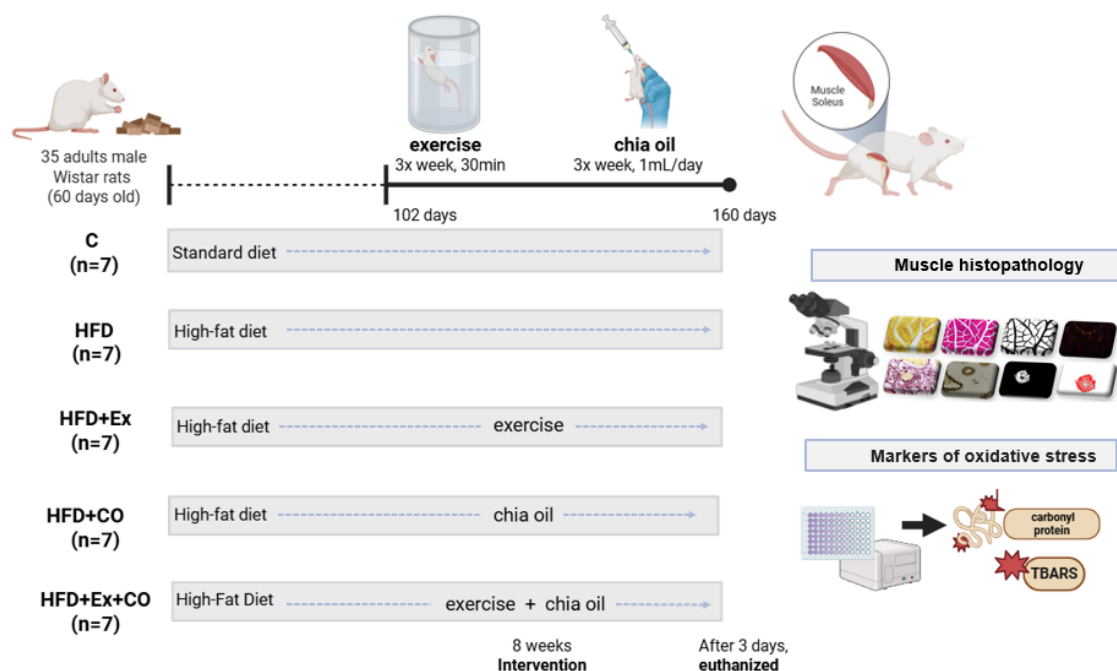 35 adults male
Wistar rats
(60 days old)
exercise
3x week, 30min
chia oil
3x week, 1mL/day
Muscle
Soleus
102 days
160 days
C
(n=7)
Standard diet
HFD
(n=7)
High-fat diet
HFD+Ex
(n=7)
High-fat diet
exercise
HFD+CO
(n=7)
High-fat diet
chia oil
HFD+Ex+CO
(n=7)
High-Fat Diet
exercise + chia oil
8 weeks
Intervention
After 3 days,
euthanized
Muscle histopathology
Markers of oxidative stress
carbonyl
protein
TBARS